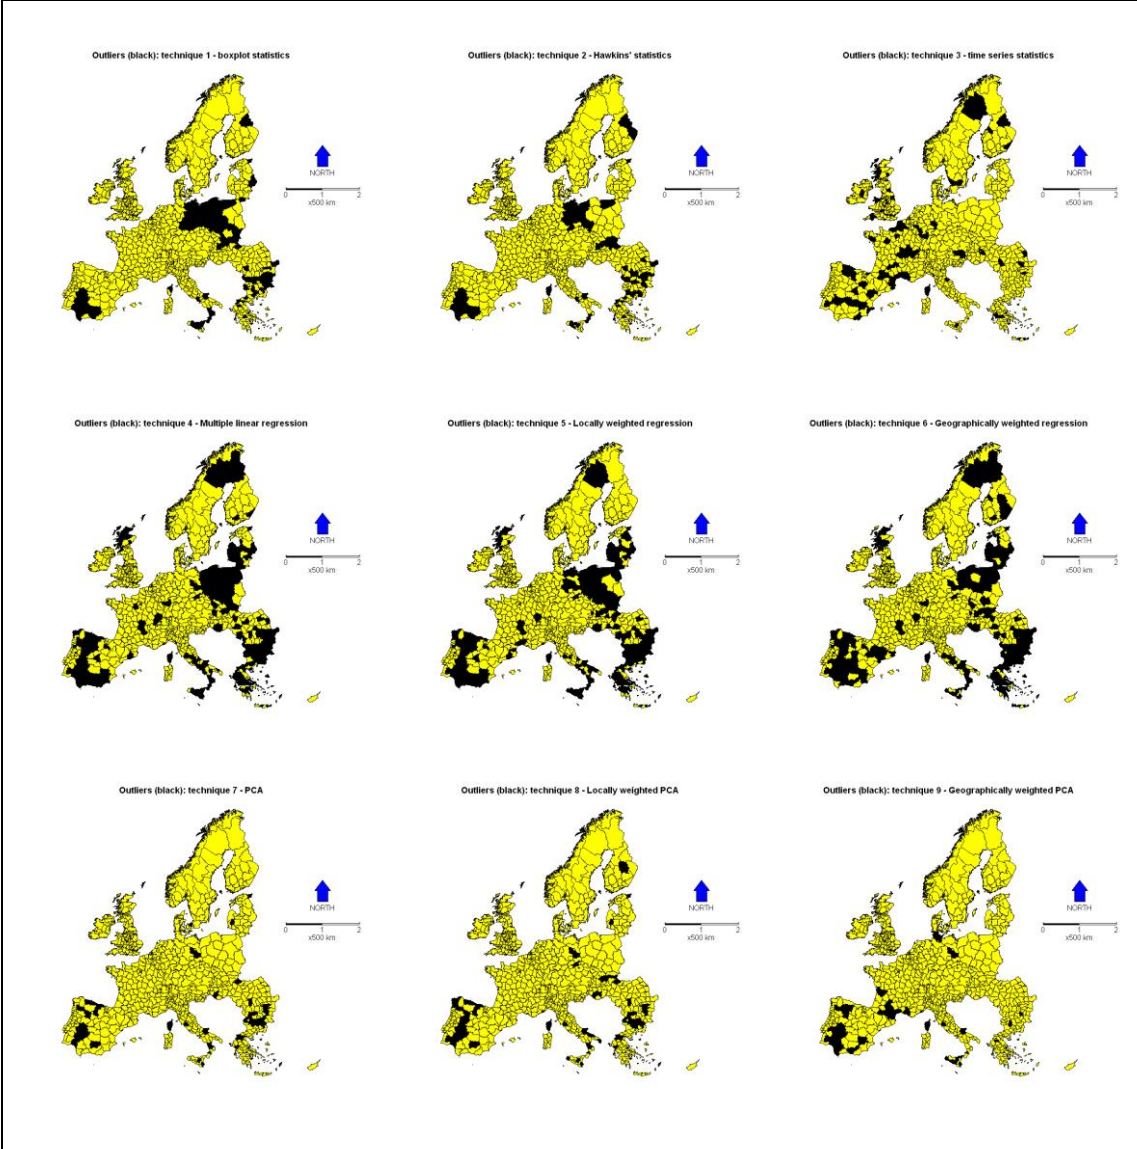 Outliers (black): technique 1 - boxplot statistics
NORTH
0 1 2
x500 km
Outliers (black): technique 2 - Hawkins' statistics
NORTH
0 1 2
x500 km
Outliers (black): technique 3 - time series statistics
NORTH
0 1 2
x500 km
Outliers (black): technique 4 - Multiple linear regression
NORTH
0 1 2
x500 km
Outliers (black): technique 5 - Locally weighted regression
NORTH
0 1 2
x500 km
Outliers (black): technique 6 - Geographically weighted regression
NORTH
0 1 2
x500 km
Outliers (black): technique 7 - PCA
NORTH
0 1 2
x500 km
Outliers (black): technique 8 - Locally weighted PCA
NORTH
0 1 2
x500 km
Outliers (black): technique 9 - Geographically weighted PCA
NORTH
0 1 2
x500 km